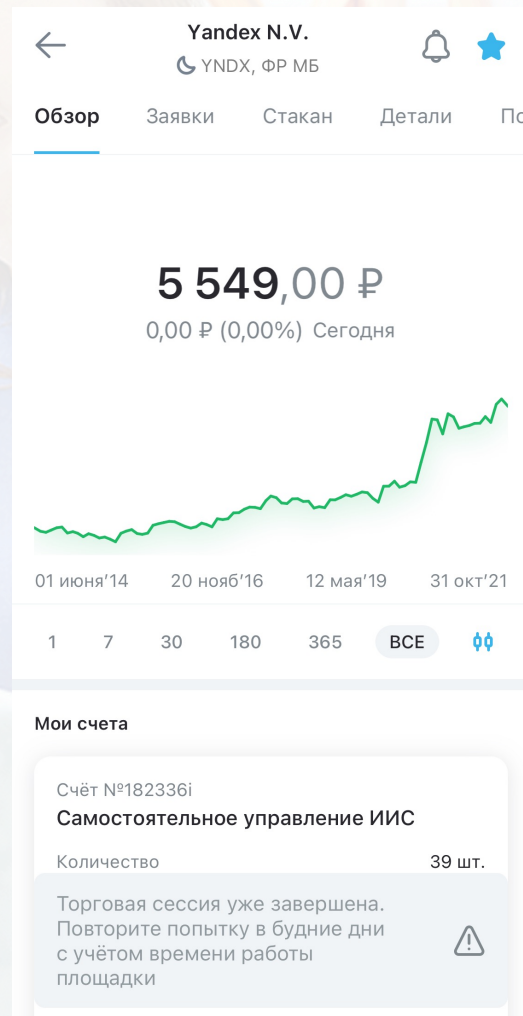 Yandex N.V.
YNDX, ФР МБ
Обзор Заявки Стакан Детали
5 549,00 ₽
0,00 ₽ (0,00%) Сегодня
01 июня’14 20 нояб’16 12 мая’19 31 окт’21
1 7 30 180 365 ВСЕ
Мои счета
Счёт №182336i
Самостоятельное управление ИИС
Количество 39 шт.
Торговая сессия уже завершена.
Повторите попытку в будние дни
с учётом времени работы
площадки